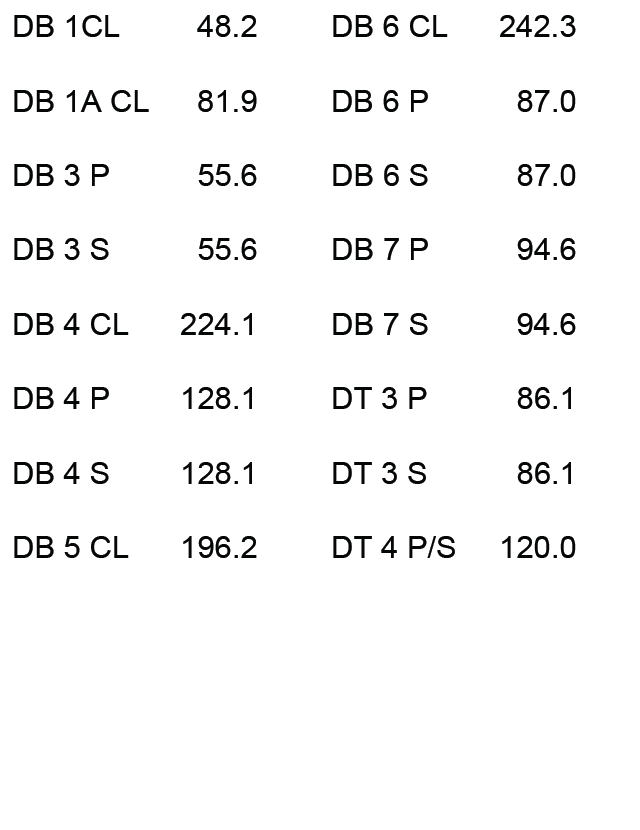 DB 1CL 48.2 DB 6 CL 242.3
DB 1A CL 81.9 DB 6 P 87.0
DB 3 P 55.6 DB 6 S 87.0
DB 3 S 55.6 DB 7 P 94.6
DB 4 CL 224.1 DB 7 S 94.6
DB 4 P 128.1 DT 3 P 86.1
DB 4 S 128.1 DT 3 S 86.1
DB 5 CL 196.2 DT 4 P/S 120.0